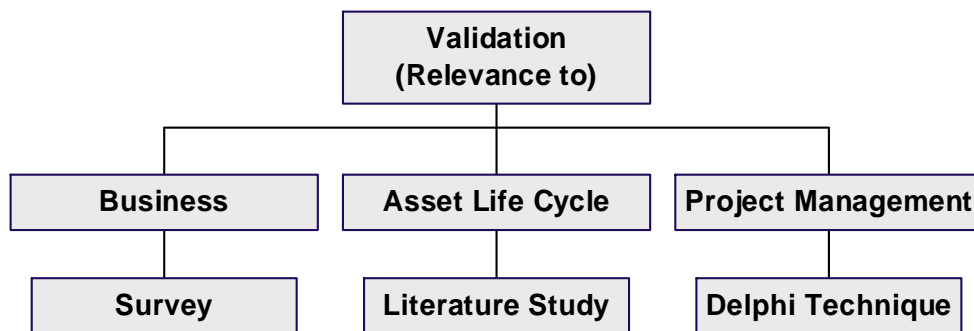 Validation
(Relevance to)
Business
Asset Life Cycle
Project Management
Survey
Literature Study
Delphi Technique